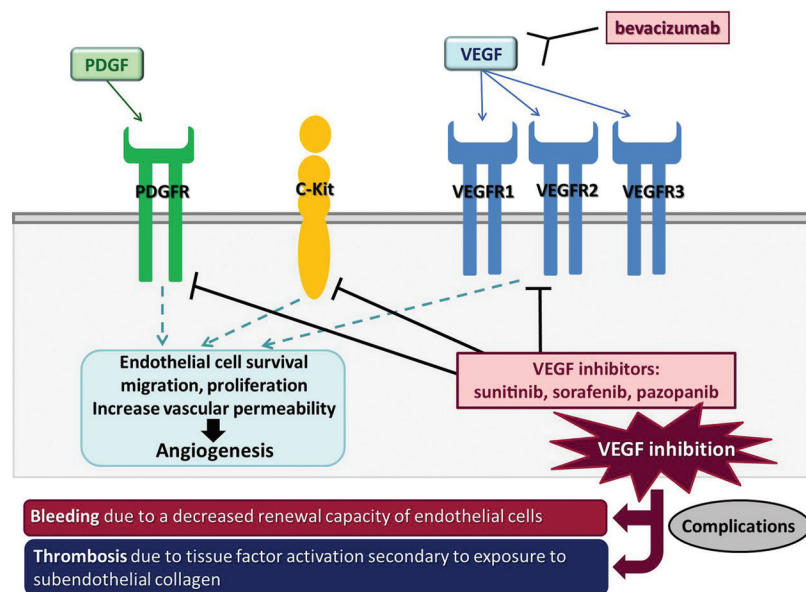 bevacizumab
PDGF
VEGF
PDGFR
C-Kit
VEGFR1
VEGFR2
VEGFR3
Endothelial cell survival
migration, proliferation
Increase vascular permeability
Angiogenesis
VEGF inhibitors:
sunitinib, sorafenib, pazopanib
VEGF inhibition
Bleeding due to a decreased renewal capacity of endothelial cells
Complications
Thrombosis due to tissue factor activation secondary to exposure to
subendothelial collagen